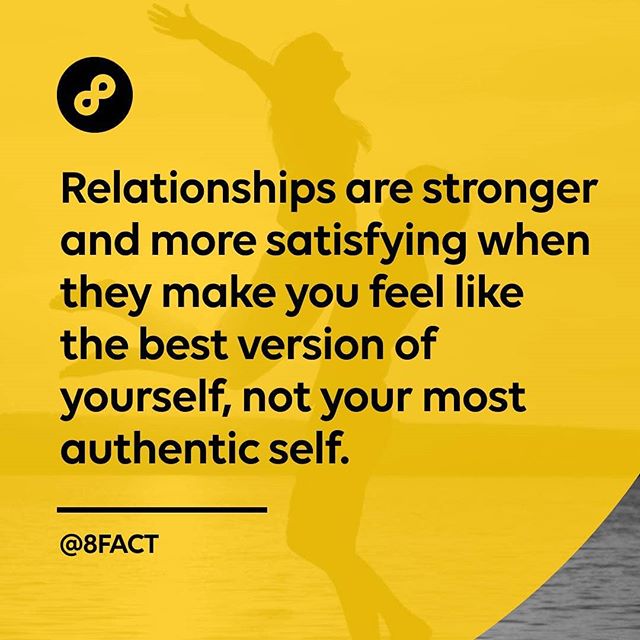 Relationships are stronger
and more satisfying when
they make you feel like
the best version of
yourself, not your most
authentic self.
@8FACT